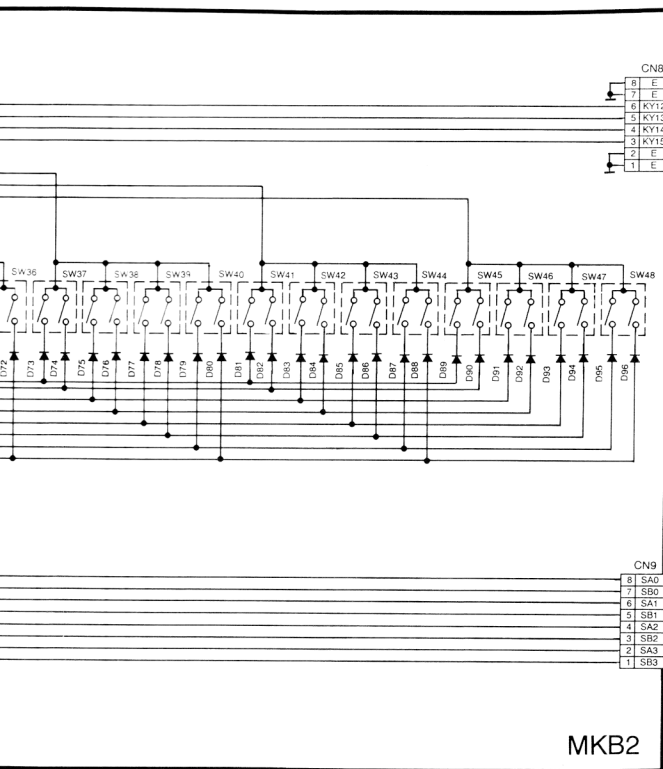 CN8
8 E
7 E
6 KY12
5 KY13
4 KY14
3 KY15
2 E
1 E
SW36 SW37 SW38 SW39 SW40 SW41 SW42 SW43 SW44 SW45 SW46 SW47 SW48
D72 D73 D74 D75 D76 D77 D78 D79 D80 D81 D82 D83 D84 D85 D86 D87 D88 D89 D90 D91 D92 D93 D94 D95 D96
CN9
8 SA0
7 SB0
6 SA1
5 SB1
4 SA2
3 SB2
2 SA3
1 SB3
MKB2